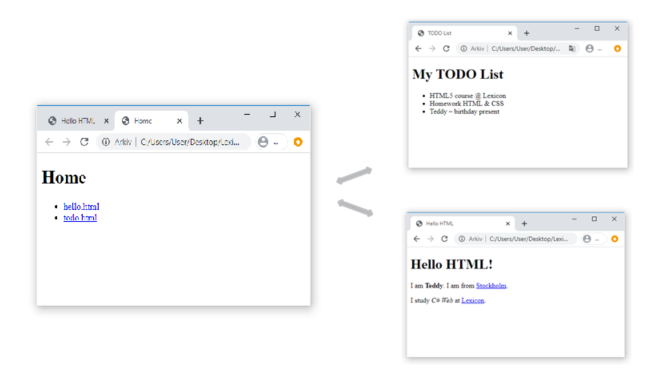 Hello HTML
Home
Arkiv | C:/Users/User/Desktop/Lexi...
Home
hello.html
todo.html
TODO List
Arkiv | C:/Users/User/Desktop/...
My TODO List
HTML5 course @ Lexicon
Homework HTML & CSS
Teddy – birthday present
Hello HTML
Arkiv | C:/Users/User/Desktop/Lexi...
Hello HTML!
I am Teddy. I am from Stockholm.
I study C# Web at Lexicon.